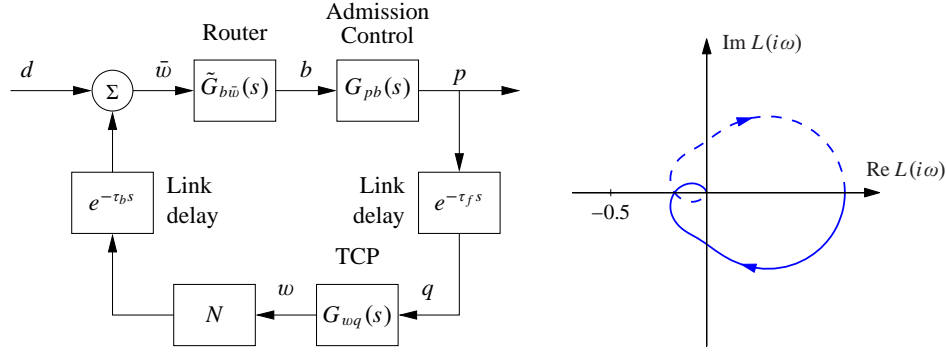 Router
Admission
Control
d
Σ
w̄
G̃_{bw̄}(s)
b
G_{pb}(s)
p
e^{−τ_b s}
Link
delay
Link
delay
e^{−τ_f s}
TCP
N
w
G_{wq}(s)
q
Im L(iω)
Re L(iω)
−0.5